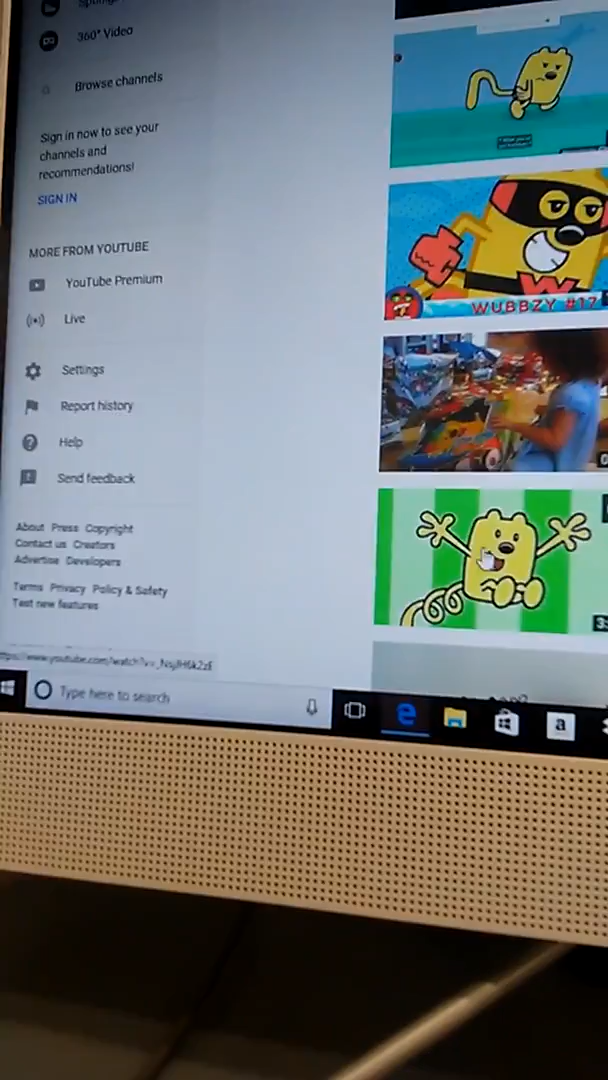 360° Video
Browse channels
Sign in now to see your
channels and
recommendations!
SIGN IN
MORE FROM YOUTUBE
YouTube Premium
Live
Settings
Report history
Help
Send feedback
About Press Copyright
Contact us Creators
Advertise Developers
Terms Privacy Policy & Safety
Test new features
Type here to search
WUBBZY #17
W
a